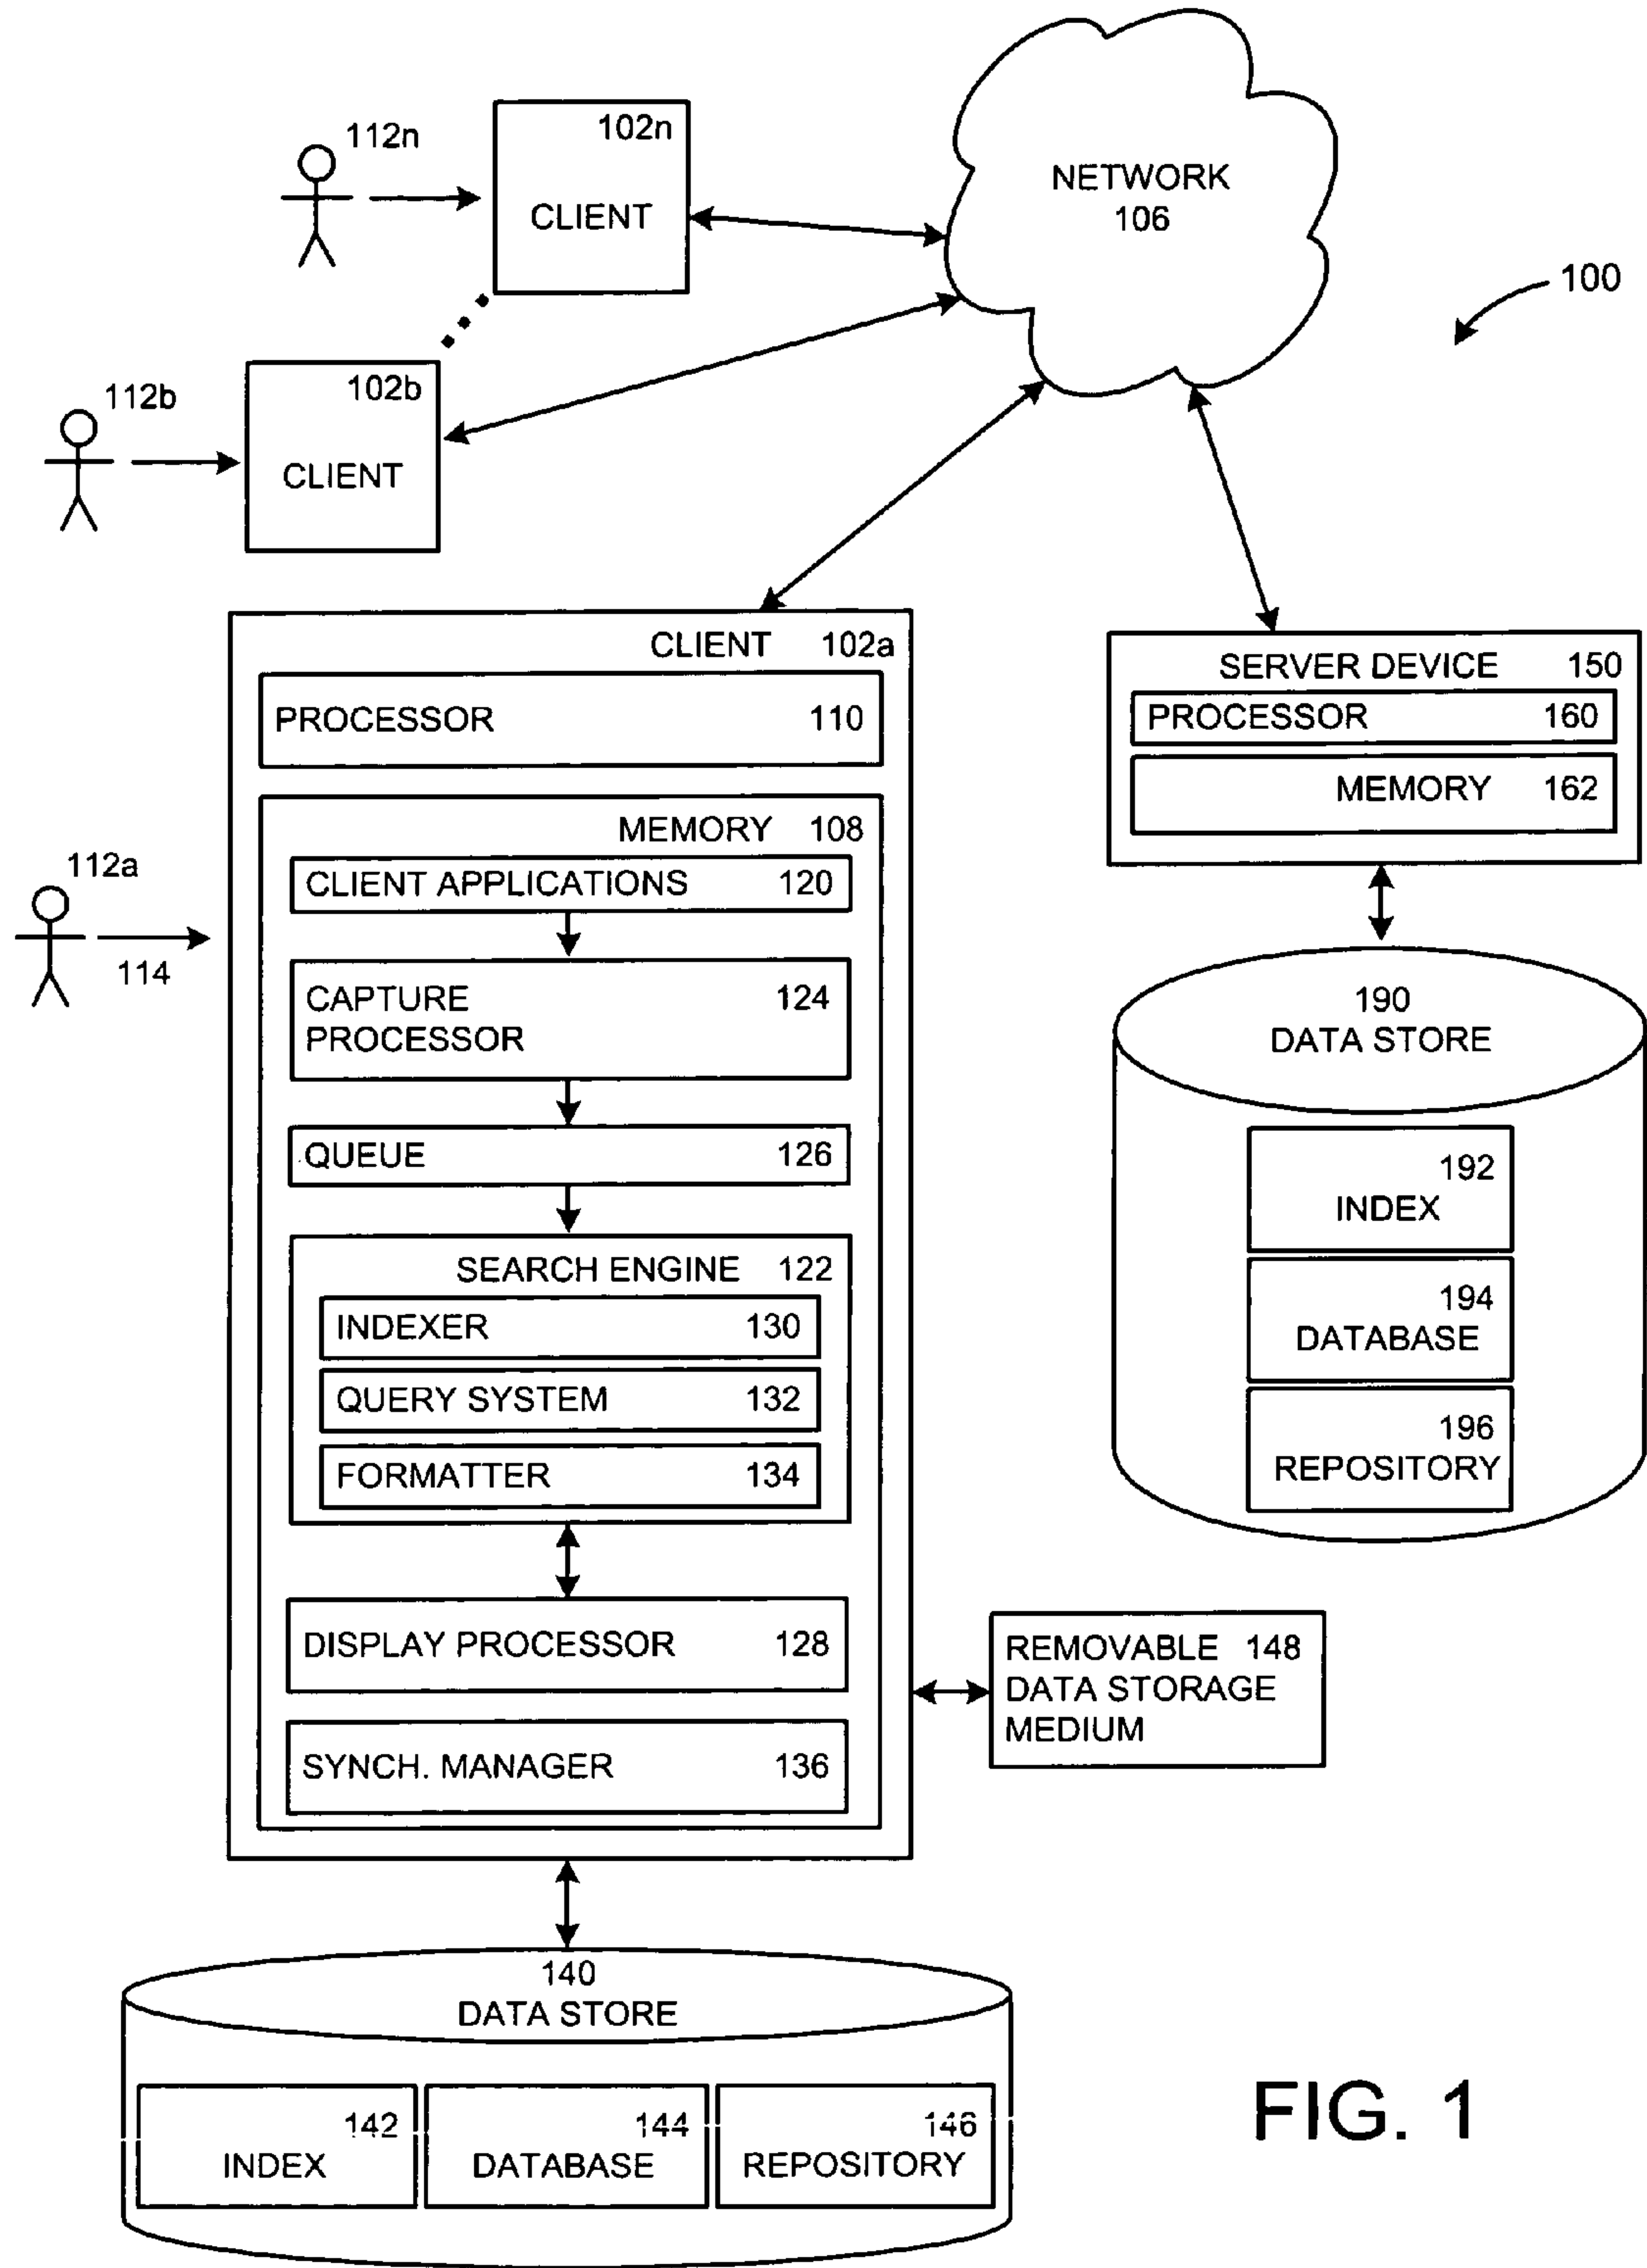 112n
102n
CLIENT
NETWORK
106
100
112b
102b
CLIENT
CLIENT 102a
PROCESSOR 110
MEMORY 108
CLIENT APPLICATIONS 120
112a
114
CAPTURE 124
PROCESSOR
QUEUE 126
SEARCH ENGINE 122
INDEXER 130
QUERY SYSTEM 132
FORMATTER 134
DISPLAY PROCESSOR 128
SYNCH. MANAGER 136
SERVER DEVICE 150
PROCESSOR 160
MEMORY 162
190
DATA STORE
192
INDEX
194
DATABASE
196
REPOSITORY
REMOVABLE 148
DATA STORAGE
MEDIUM
140
DATA STORE
142
INDEX
144
DATABASE
146
REPOSITORY
FIG. 1